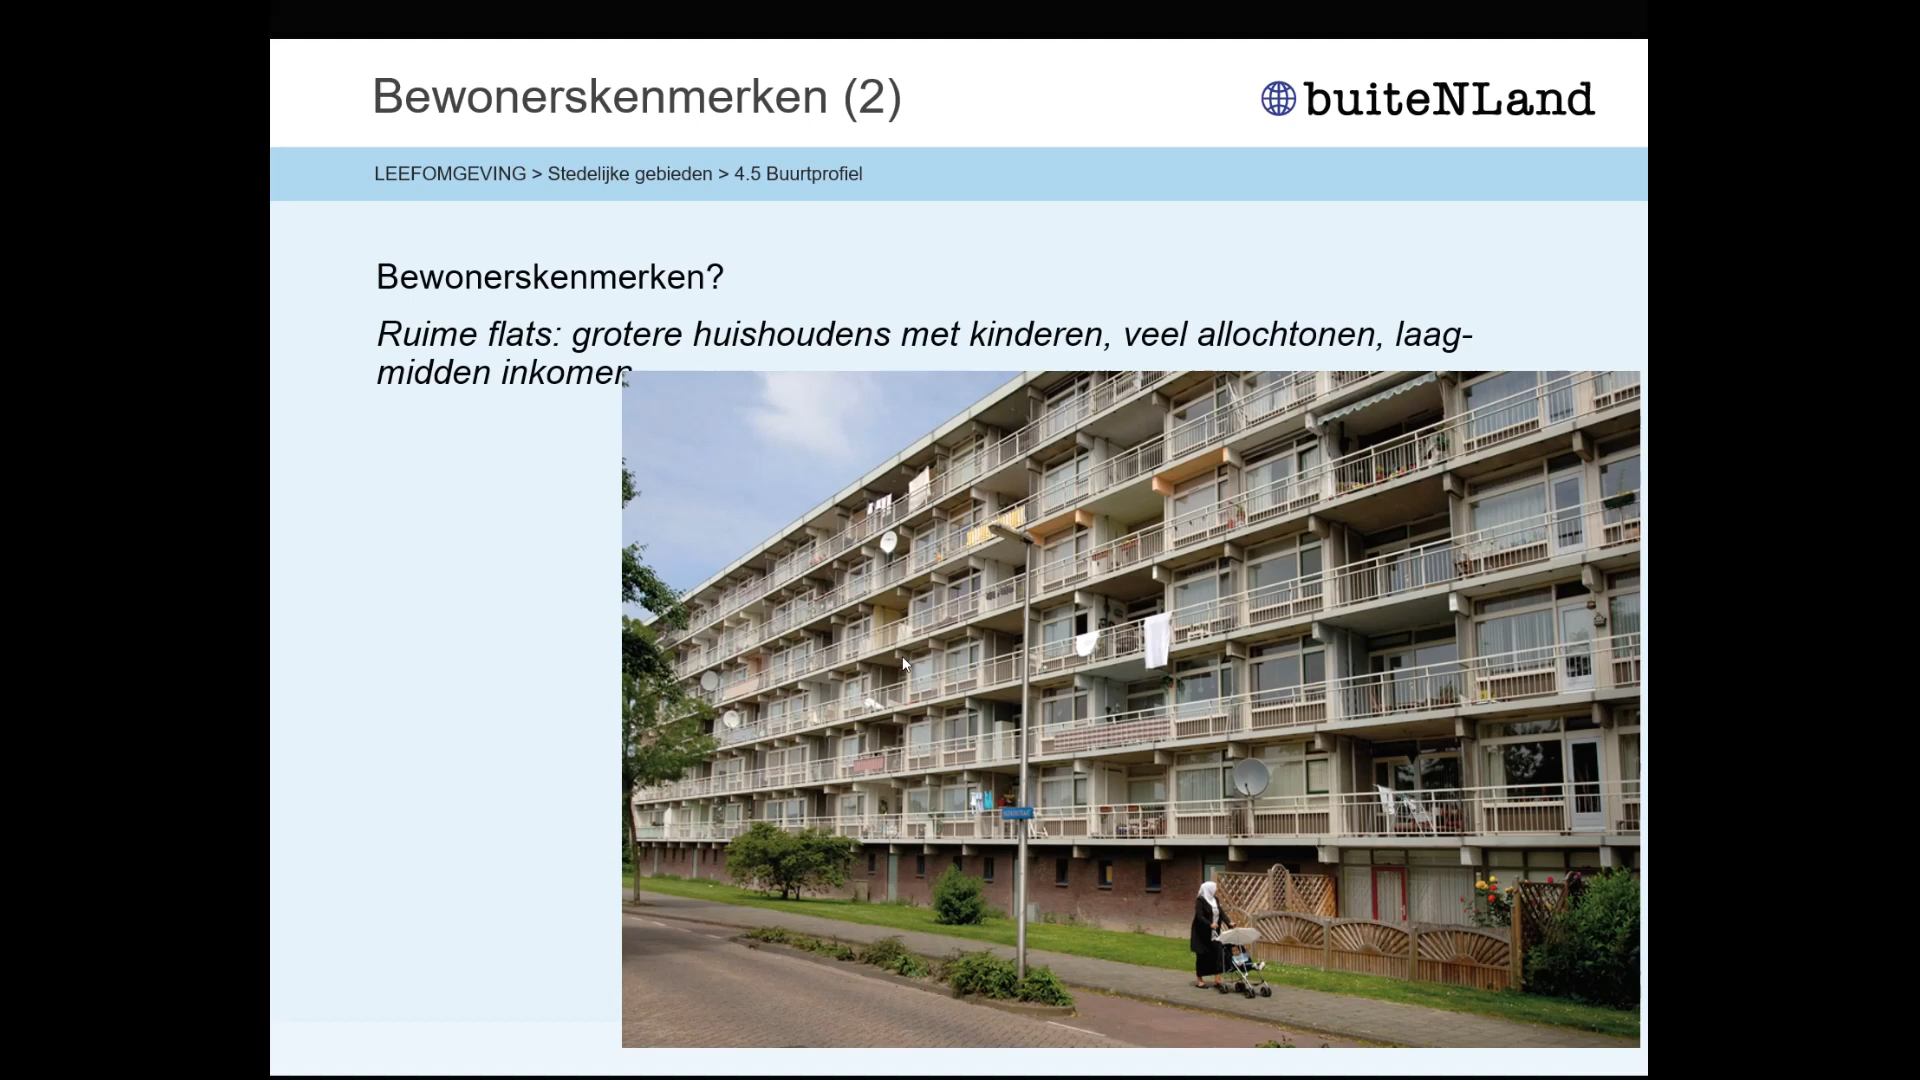 Bewonerskenmerken (2)
buiteNLand
LEEFOMGEVING > Stedelijke gebieden > 4.5 Buurtprofiel
Bewonerskenmerken?
Ruime flats: grotere huishoudens met kinderen, veel allochtonen, laag-
midden inkomen